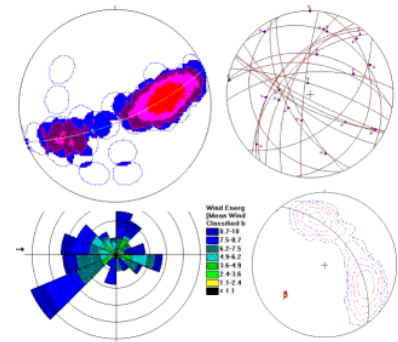 Wind Energ
(Mean Wind
Classified b
8.7-10
7.5-8.7
6.2-7.5
4.9-6.2
3.6-4.9
2.4-3.6
1.1-2.4
< 1.1
β